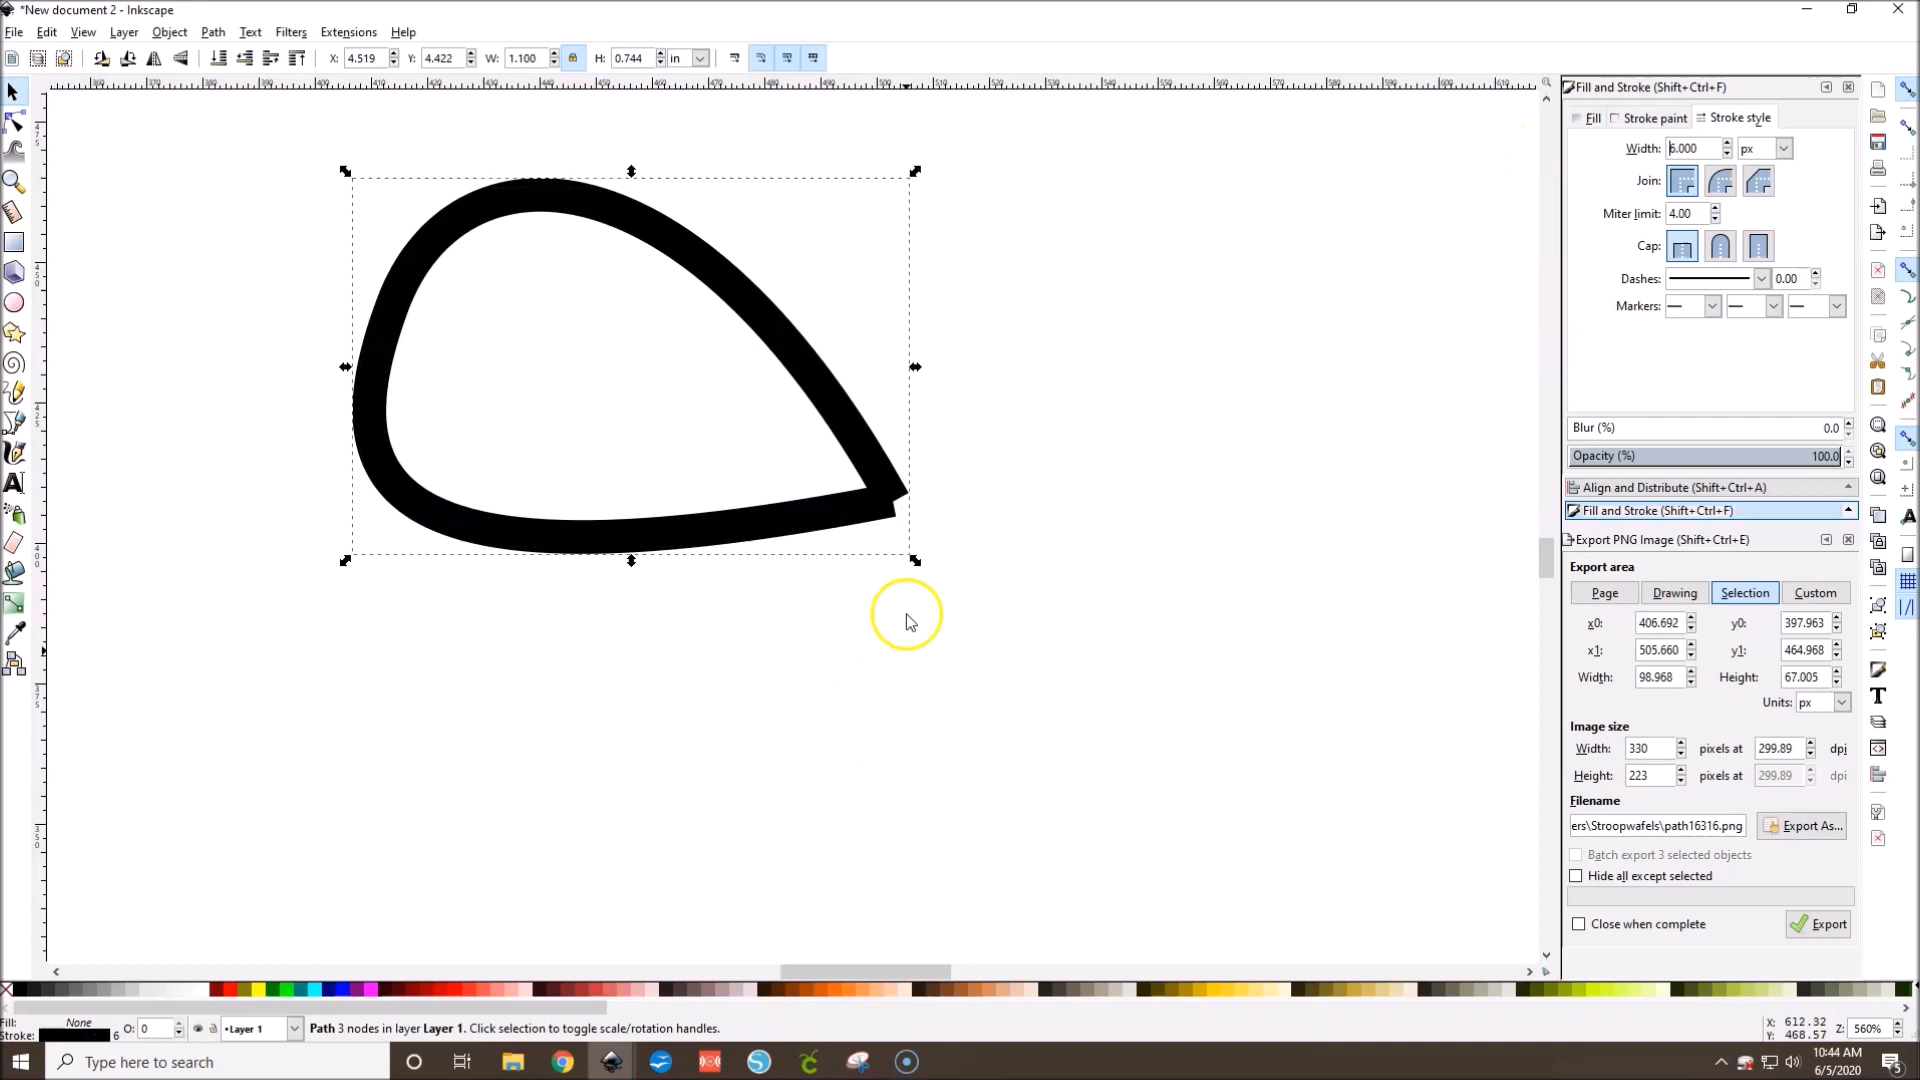 *New document 2 - Inkscape
File Edit View Layer Object Path Text Filters Extensions Help
X: 4.519 Y: 4.422 W: 1.100 H: 0.744 in
Fill and Stroke (Shift+Ctrl+F)
Fill Stroke paint Stroke style
Width: 6.000 px
Join:
Miter limit: 4.00
Cap:
Dashes: 0.00
Markers:
Blur (%) 0.0
Opacity (%) 100.0
Align and Distribute (Shift+Ctrl+A)
Fill and Stroke (Shift+Ctrl+F)
Export PNG Image (Shift+Ctrl+E)
Export area
Page Drawing Selection Custom
x0: 406.692 y0: 397.963
x1: 505.660 y1: 464.968
Width: 98.968 Height: 67.005
Units: px
Image size
Width: 330 pixels at 299.89 dpi
Height: 223 pixels at 299.89 dpi
Filename
ers\Stroopwafels\path16316.png Export As...
Batch export 3 selected objects
Hide all except selected
Close when complete Export
Fill: None
Stroke: 6 O: 0 •Layer 1 Path 3 nodes in layer Layer 1. Click selection to toggle scale/rotation handles.
X: 612.32
Y: 468.57 Z: 560%
Type here to search
10:44 AM
6/5/2020
5